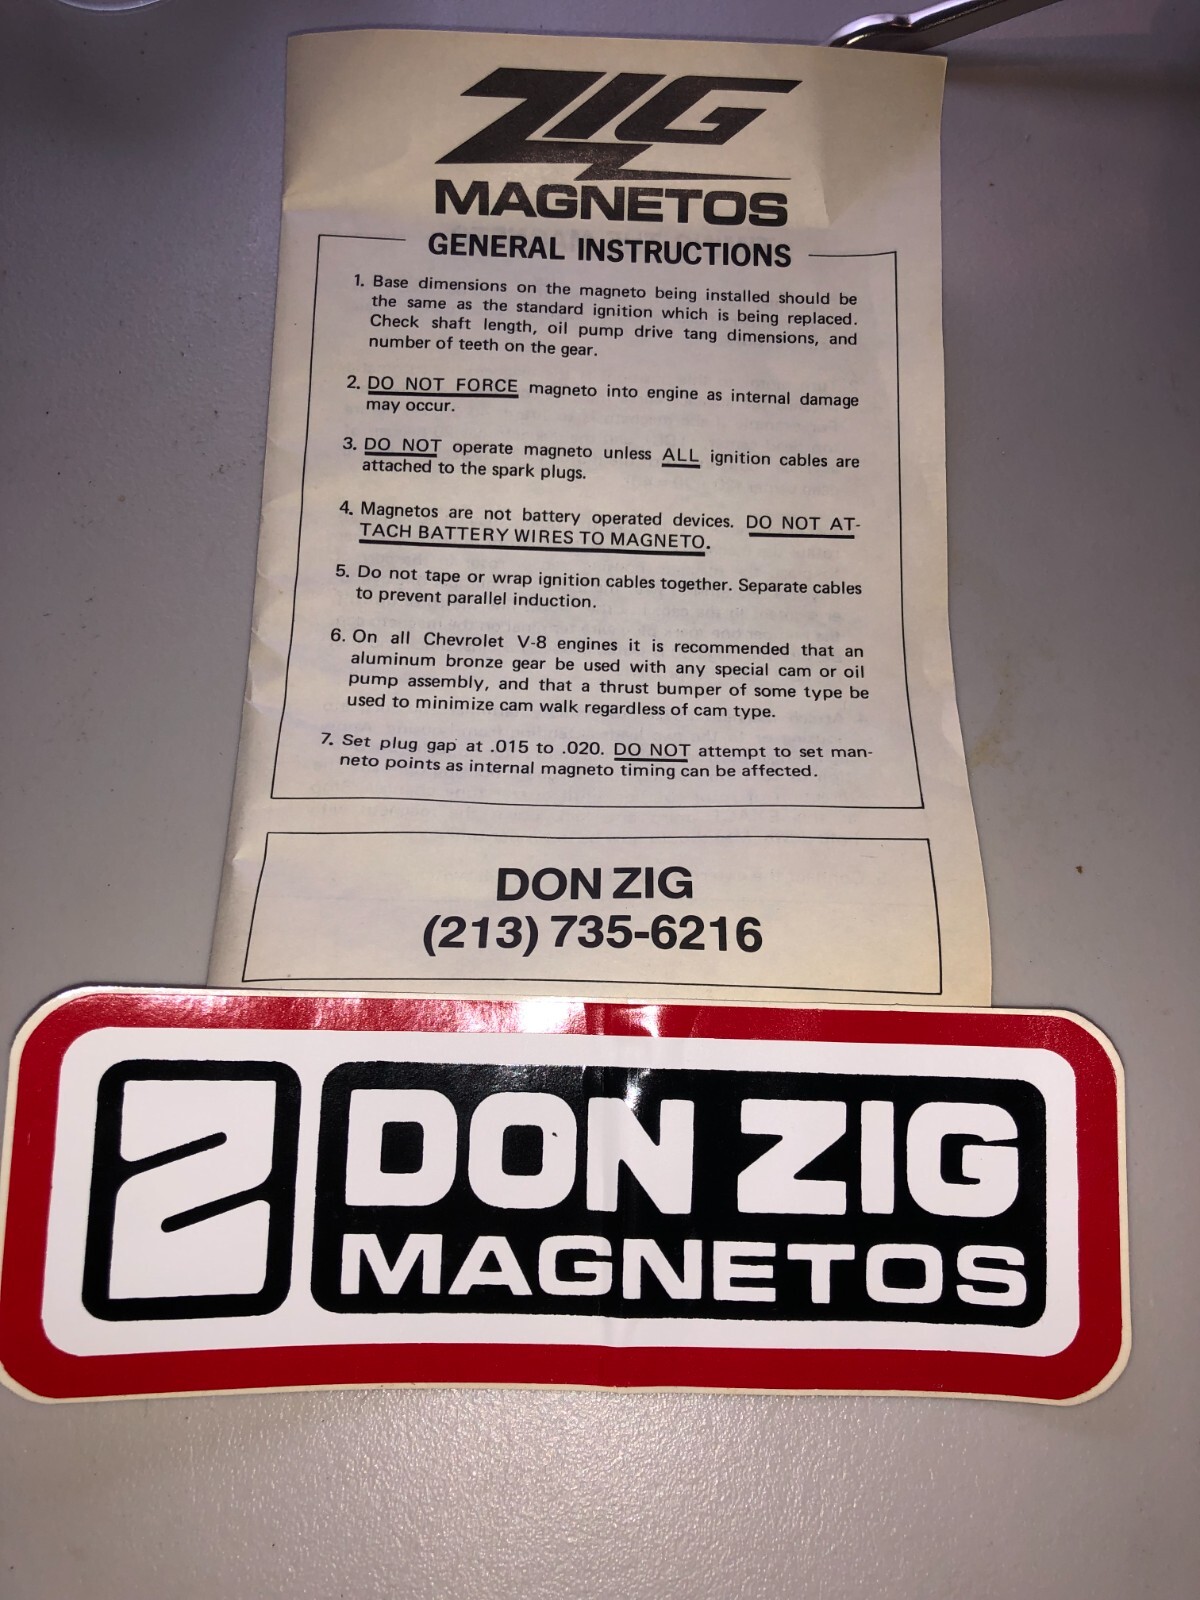 ZIG
MAGNETOS
GENERAL INSTRUCTIONS
1. Base dimensions on the magneto being installed should be
the same as the standard ignition which is being replaced.
Check shaft length, oil pump drive tang dimensions, and
number of teeth on the gear.
2. DO NOT FORCE magneto into engine as internal damage
may occur.
3. DO NOT operate magneto unless ALL ignition cables are
attached to the spark plugs.
4. Magnetos are not battery operated devices. DO NOT AT-
TACH BATTERY WIRES TO MAGNETO.
5. Do not tape or wrap ignition cables together. Separate cables
to prevent parallel induction.
6. On all Chevrolet V-8 engines it is recommended that an
aluminum bronze gear be used with any special cam or oil
pump assembly, and that a thrust bumper of some type be
used to minimize cam walk regardless of cam type.
7. Set plug gap at .015 to .020. DO NOT attempt to set man-
neto points as internal magneto timing can be affected.
DON ZIG
(213) 735-6216
Z DON ZIG
MAGNETOS